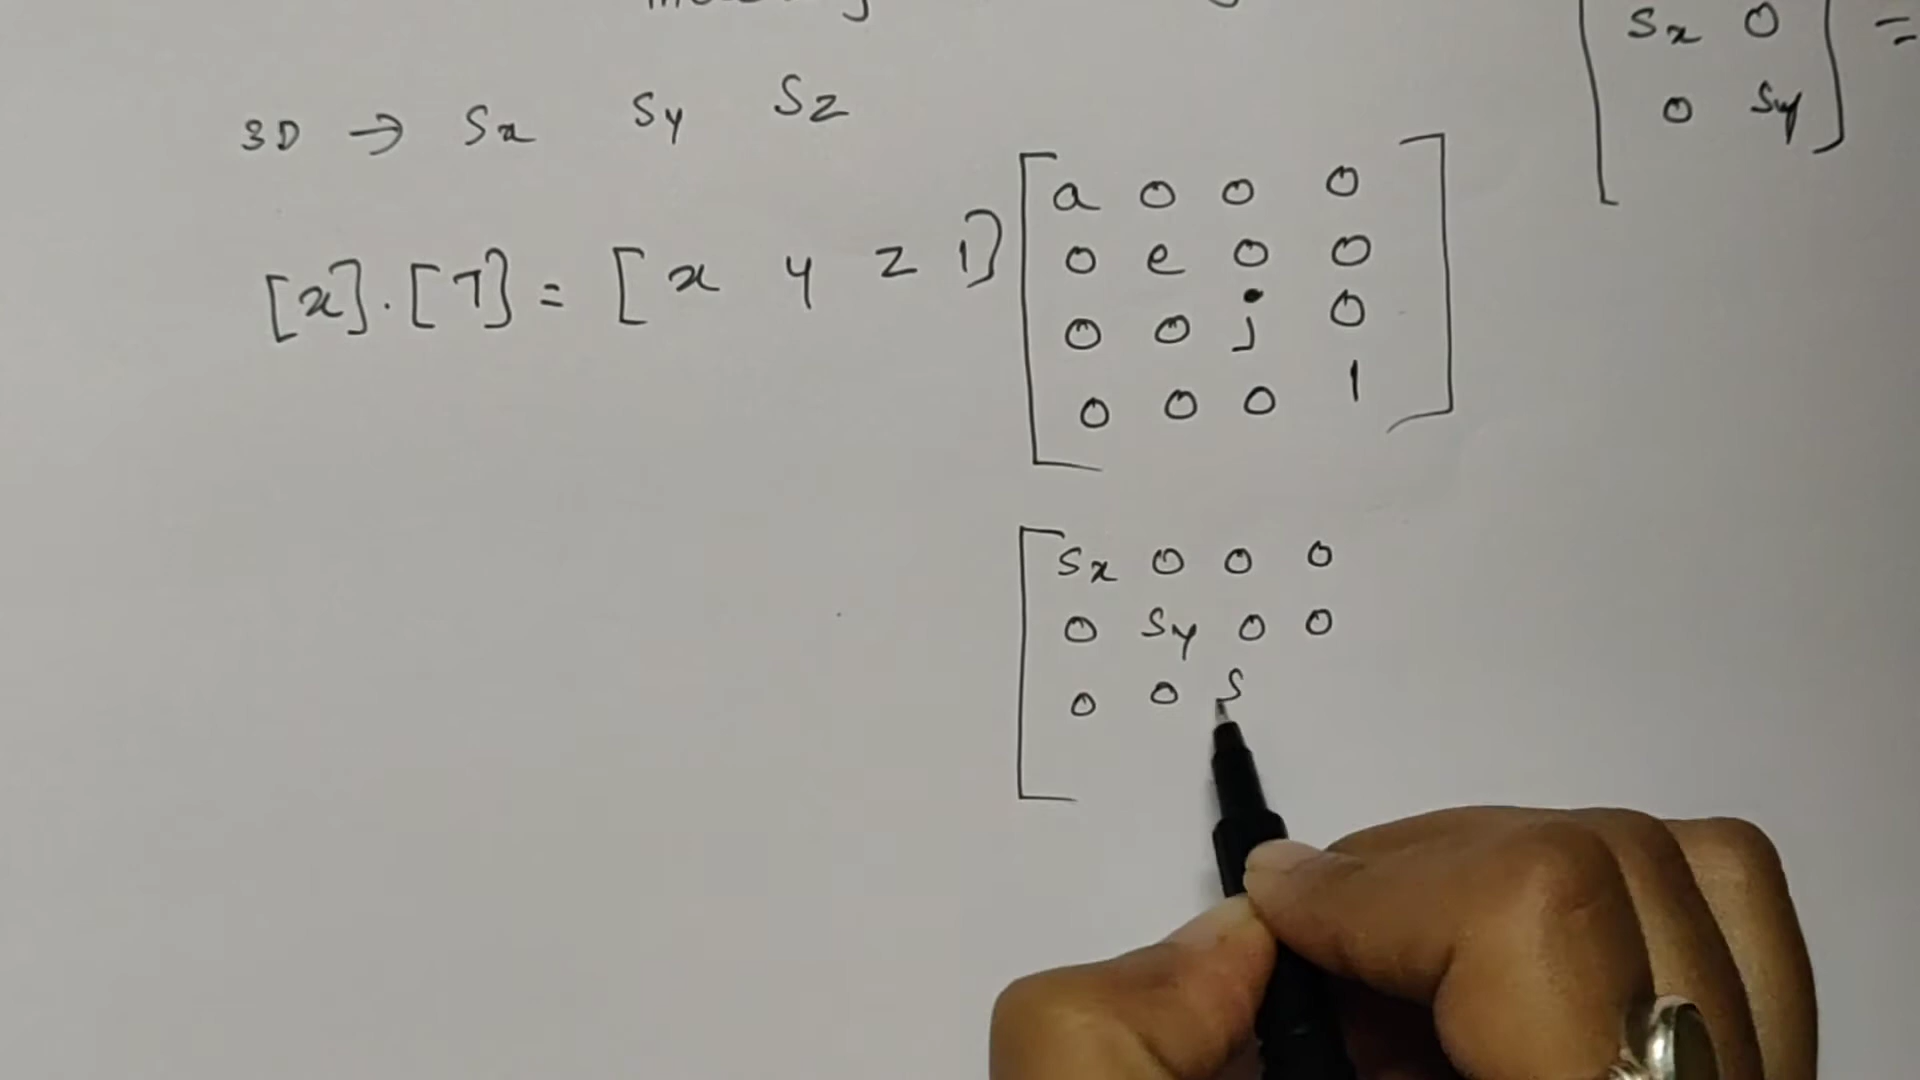 3D → Sx Sy Sz
[x].[T] = [x y z 1] [a 0 0 0
0 e 0 0
0 0 j 0
0 0 0 1]
[Sx 0 0 0
0 Sy 0 0
0 0 S
[Sx 0
0 Sy] =